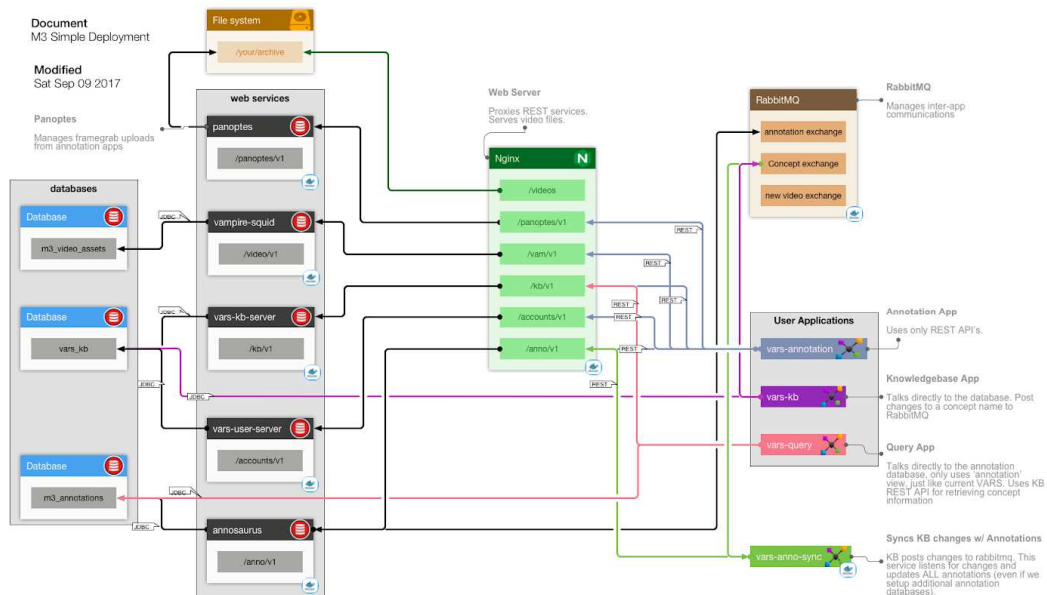 Document
M3 Simple Deployment
Modified
Sat Sep 09 2017
File system
/your/archive
Panoptes
Manages framegrab uploads
from annotation apps
web services
panoptes
/panoptes/v1
vampire-squid
/video/v1
vars-kb-server
/kb/v1
vars-user-server
/accounts/v1
annosaurus
/anno/v1
databases
Database
m3_video_assets
Database
vars_kb
Database
m3_annotations
JDBC
JDBC
JDBC
JDBC
JDBC
JDBC
Web Server
Proxies REST services.
Serves video files.
Nginx
N
/videos
/panoptes/v1
/vam/v1
/kb/v1
/accounts/v1
/anno/v1
REST
REST
REST
REST
REST
REST
REST
RabbitMQ
annotation exchange
Concept exchange
new video exchange
RabbitMQ
Manages inter-app
communications
User Applications
vars-annotation
vars-kb
vars-query
vars-anno-sync
Annotation App
Uses only REST API's.
Knowledgebase App
Talks directly to the database. Post
changes to a concept name to
RabbitMQ
Query App
Talks directly to the annotation
database, only uses 'annotation'
view, just like current VARS. Uses KB
REST API for retrieving concept
information
Syncs KB changes w/ Annotations
KB posts changes to rabbitmq. This
service listens for changes and
updates ALL annotations (even if we
setup additional annotation
databases).